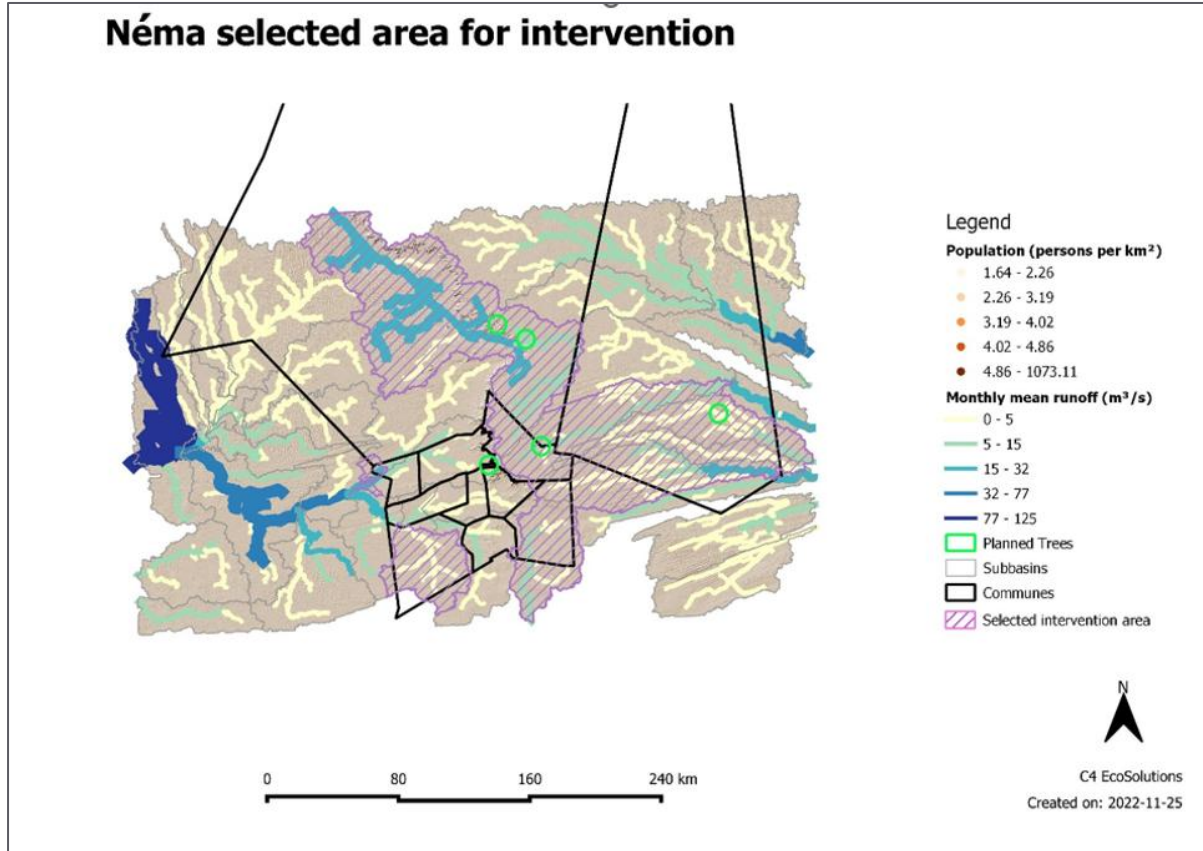 Néma selected area for intervention
Legend
Population (persons per km²)
1.64 - 2.26
2.26 - 3.19
3.19 - 4.02
4.02 - 4.86
4.86 - 1073.11
Monthly mean runoff (m³/s)
0 - 5
5 - 15
15 - 32
32 - 77
77 - 125
Planned Trees
Subbasins
Communes
Selected intervention area
N
0 80 160 240 km
C4 EcoSolutions
Created on: 2022-11-25